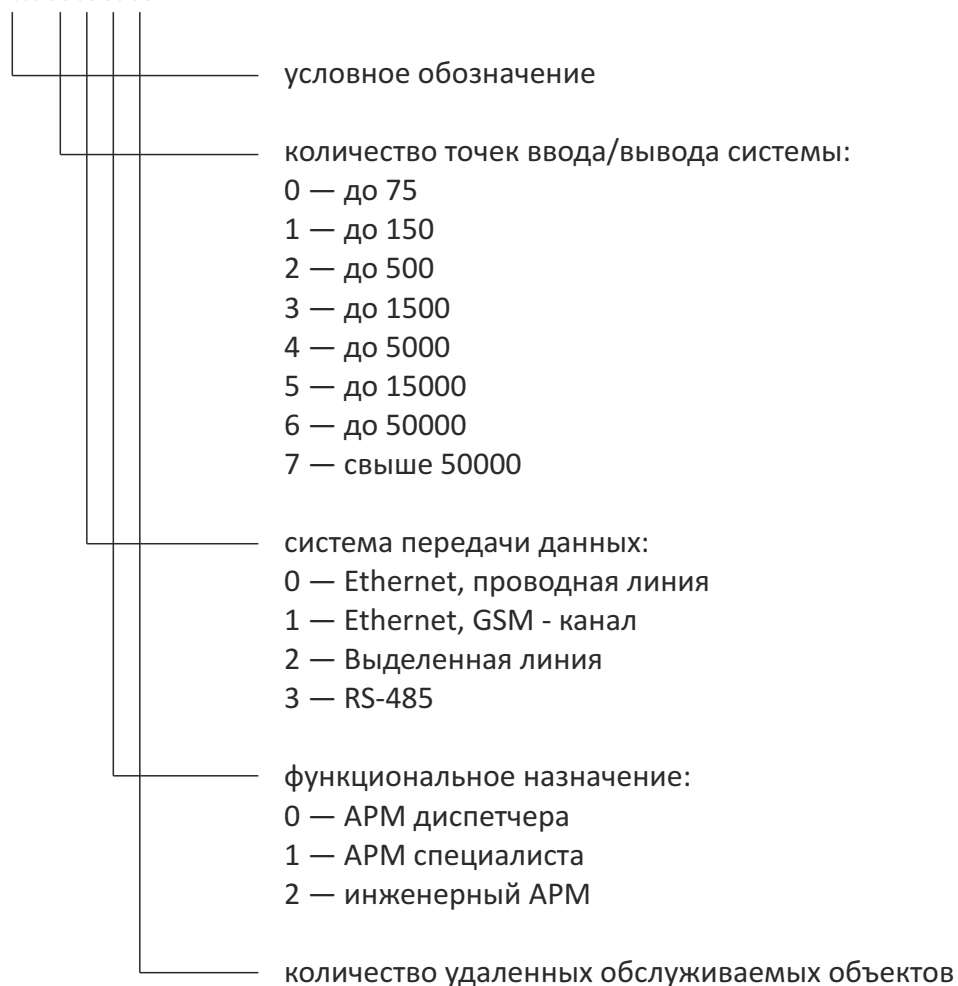 условное обозначение
количество точек ввода/вывода системы:
0 — до 75
1 — до 150
2 — до 500
3 — до 1500
4 — до 5000
5 — до 15000
6 — до 50000
7 — свыше 50000
система передачи данных:
0 — Ethernet, проводная линия
1 — Ethernet, GSM - канал
2 — Выделенная линия
3 — RS-485
функциональное назначение:
0 — АРМ диспетчера
1 — АРМ специалиста
2 — инженерный АРМ
количество удаленных обслуживаемых объектов